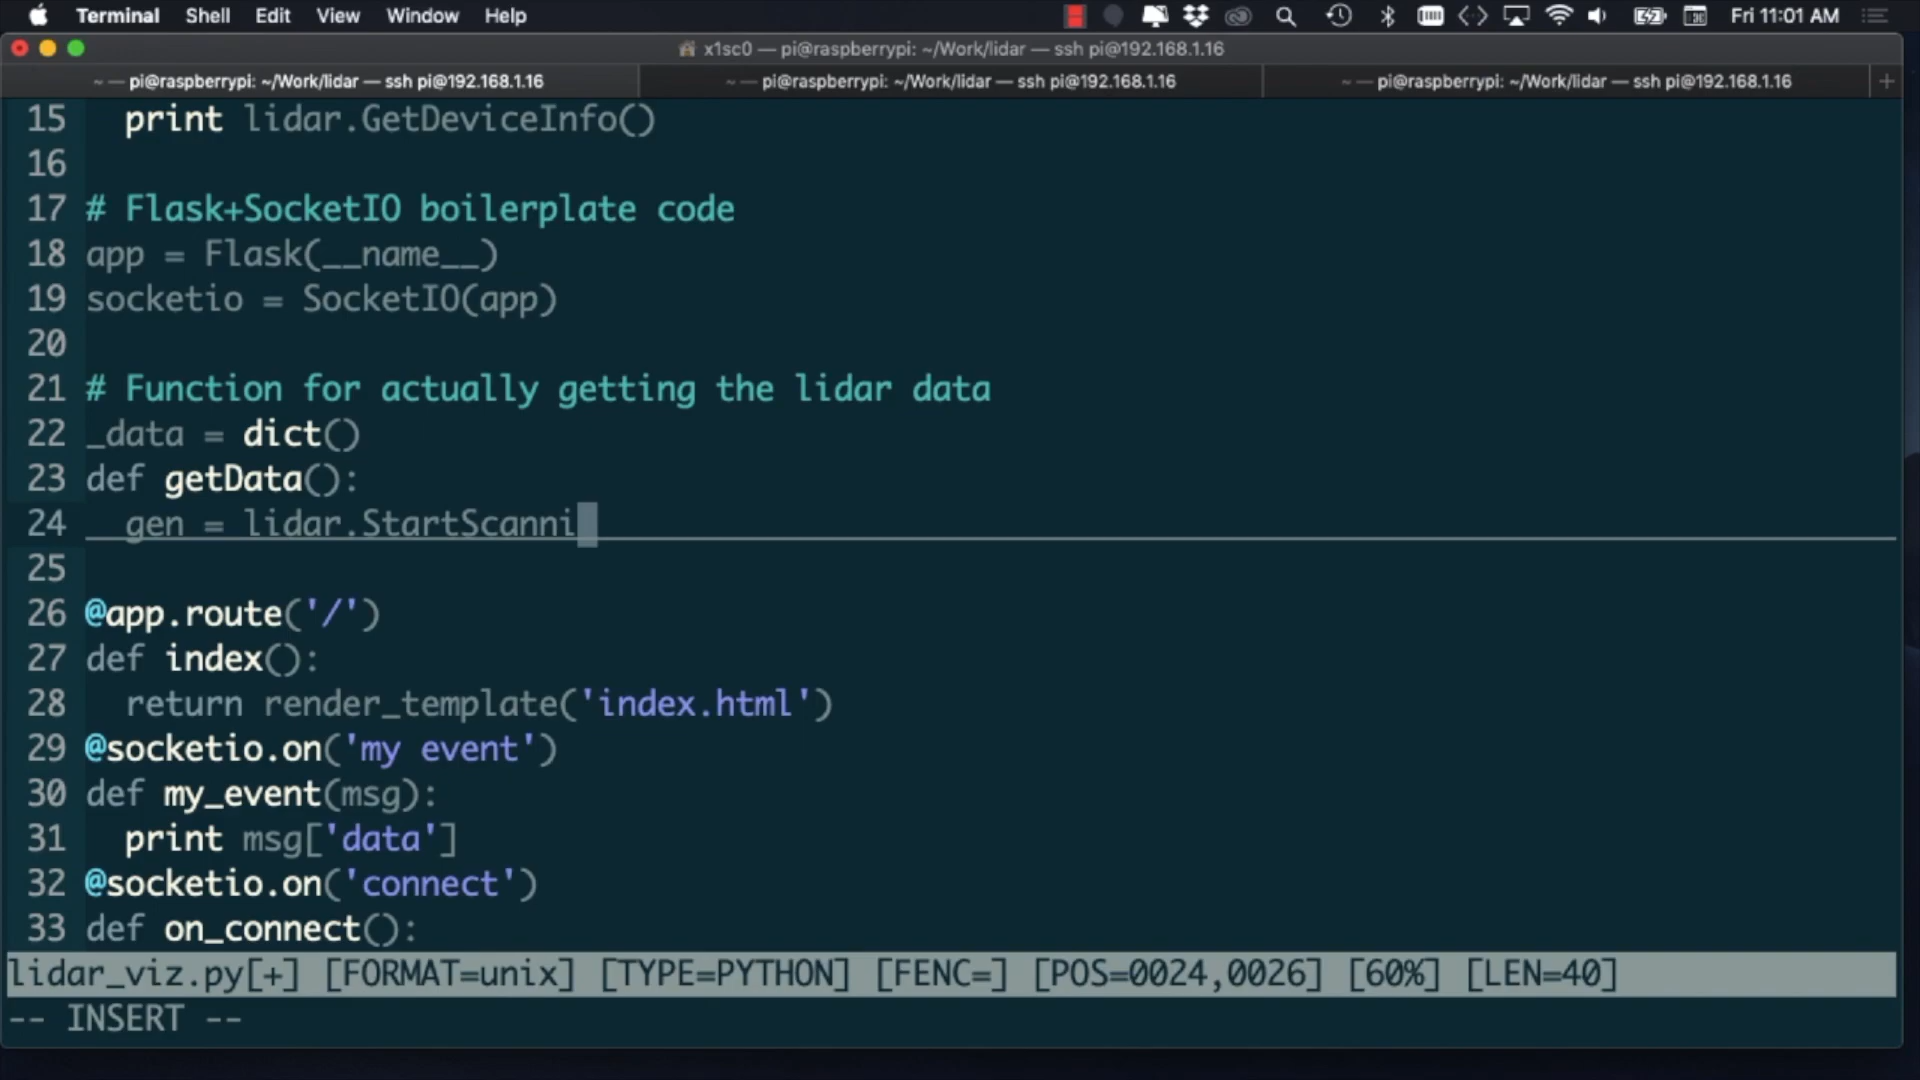 Terminal Shell Edit View Window Help Fri 11:01 AM
x1sc0 — pi@raspberrypi: ~/Work/lidar — ssh pi@192.168.1.16
~ — pi@raspberrypi: ~/Work/lidar — ssh pi@192.168.1.16 ~ — pi@raspberrypi: ~/Work/lidar — ssh pi@192.168.1.16 ~ — pi@raspberrypi: ~/Work/lidar — ssh pi@192.168.1.16 +
15   print lidar.GetDeviceInfo()
16
17 # Flask+SocketIO boilerplate code
18 app = Flask(__name__)
19 socketio = SocketIO(app)
20
21 # Function for actually getting the lidar data
22 _data = dict()
23 def getData():
24   gen = lidar.StartScanni
25
26 @app.route('/')
27 def index():
28   return render_template('index.html')
29 @socketio.on('my event')
30 def my_event(msg):
31   print msg['data']
32 @socketio.on('connect')
33 def on_connect():
lidar_viz.py[+] [FORMAT=unix] [TYPE=PYTHON] [FENC=] [POS=0024,0026] [60%] [LEN=40]
-- INSERT --